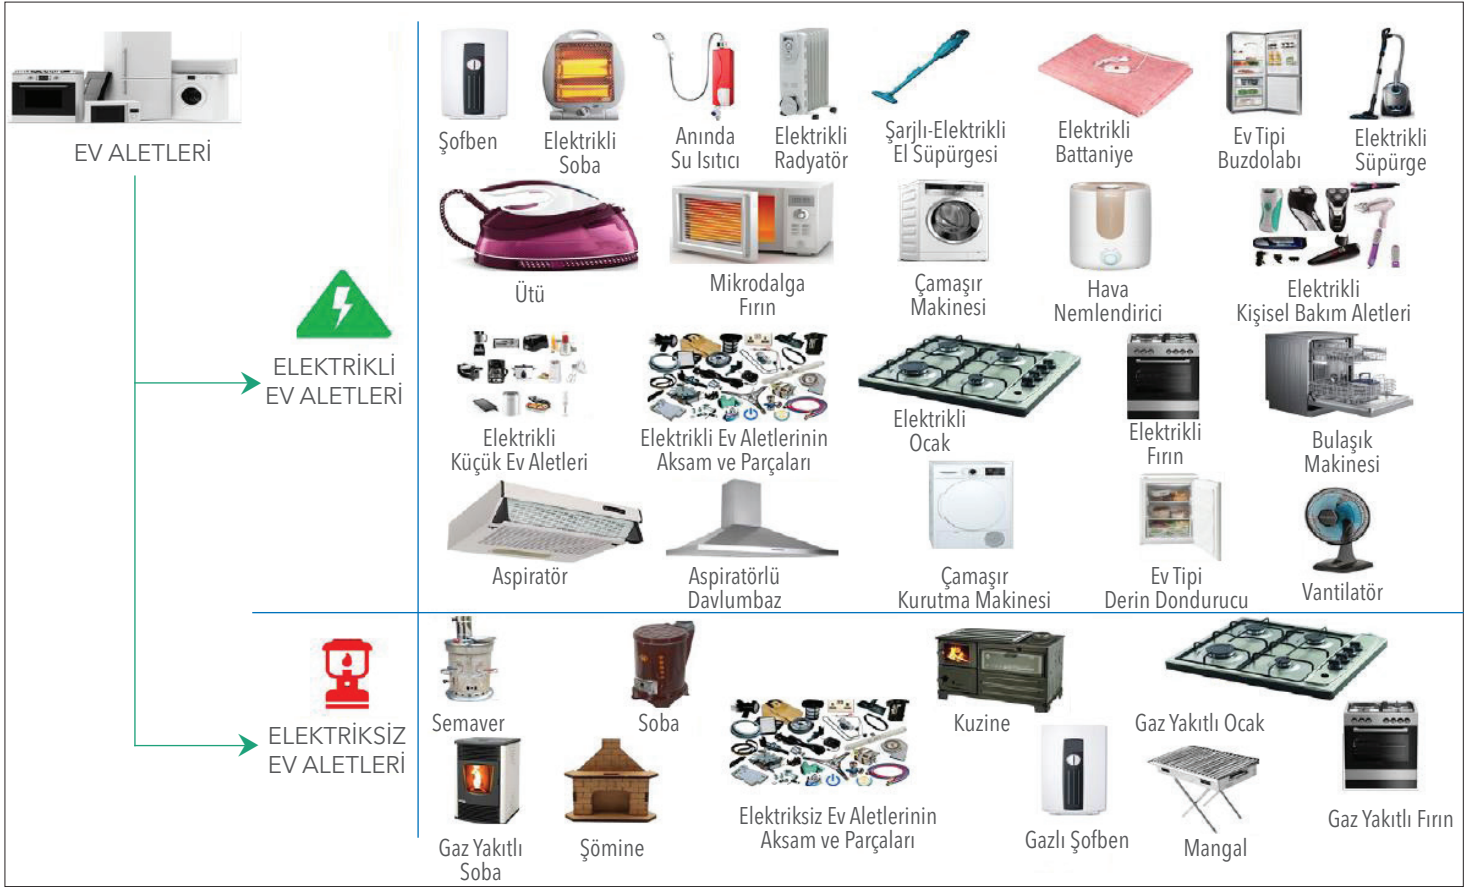 EV ALETLERİ
Şofben
Elektrikli
Soba
Anında
Su Isıtıcı
Elektrikli
Radyatör
Şarjlı-Elektrikli
El Süpürgesi
Elektrikli
Battaniye
Ev Tipi
Buzdolabı
Elektrikli
Süpürge
Ütü
Mikrodalga
Fırın
Çamaşır
Makinesi
Hava
Nemlendirici
Elektrikli
Kişisel Bakım Aletleri
ELEKTRİKLİ
EV ALETLERİ
Elektrikli
Küçük Ev Aletleri
Elektrikli Ev Aletlerinin
Aksam ve Parçaları
Elektrikli
Ocak
Elektrikli
Fırın
Bulaşık
Makinesi
Aspiratör
Aspiratörlü
Davlumbaz
Çamaşır
Kurutma Makinesi
Ev Tipi
Derin Dondurucu
Vantilatör
ELEKTRİKSİZ
EV ALETLERİ
Semaver
Soba
Kuzine
Gaz Yakıtlı Ocak
Gaz Yakıtlı
Soba
Şömine
Elektriksiz Ev Aletlerinin
Aksam ve Parçaları
Gazlı Şofben
Mangal
Gaz Yakıtlı Fırın